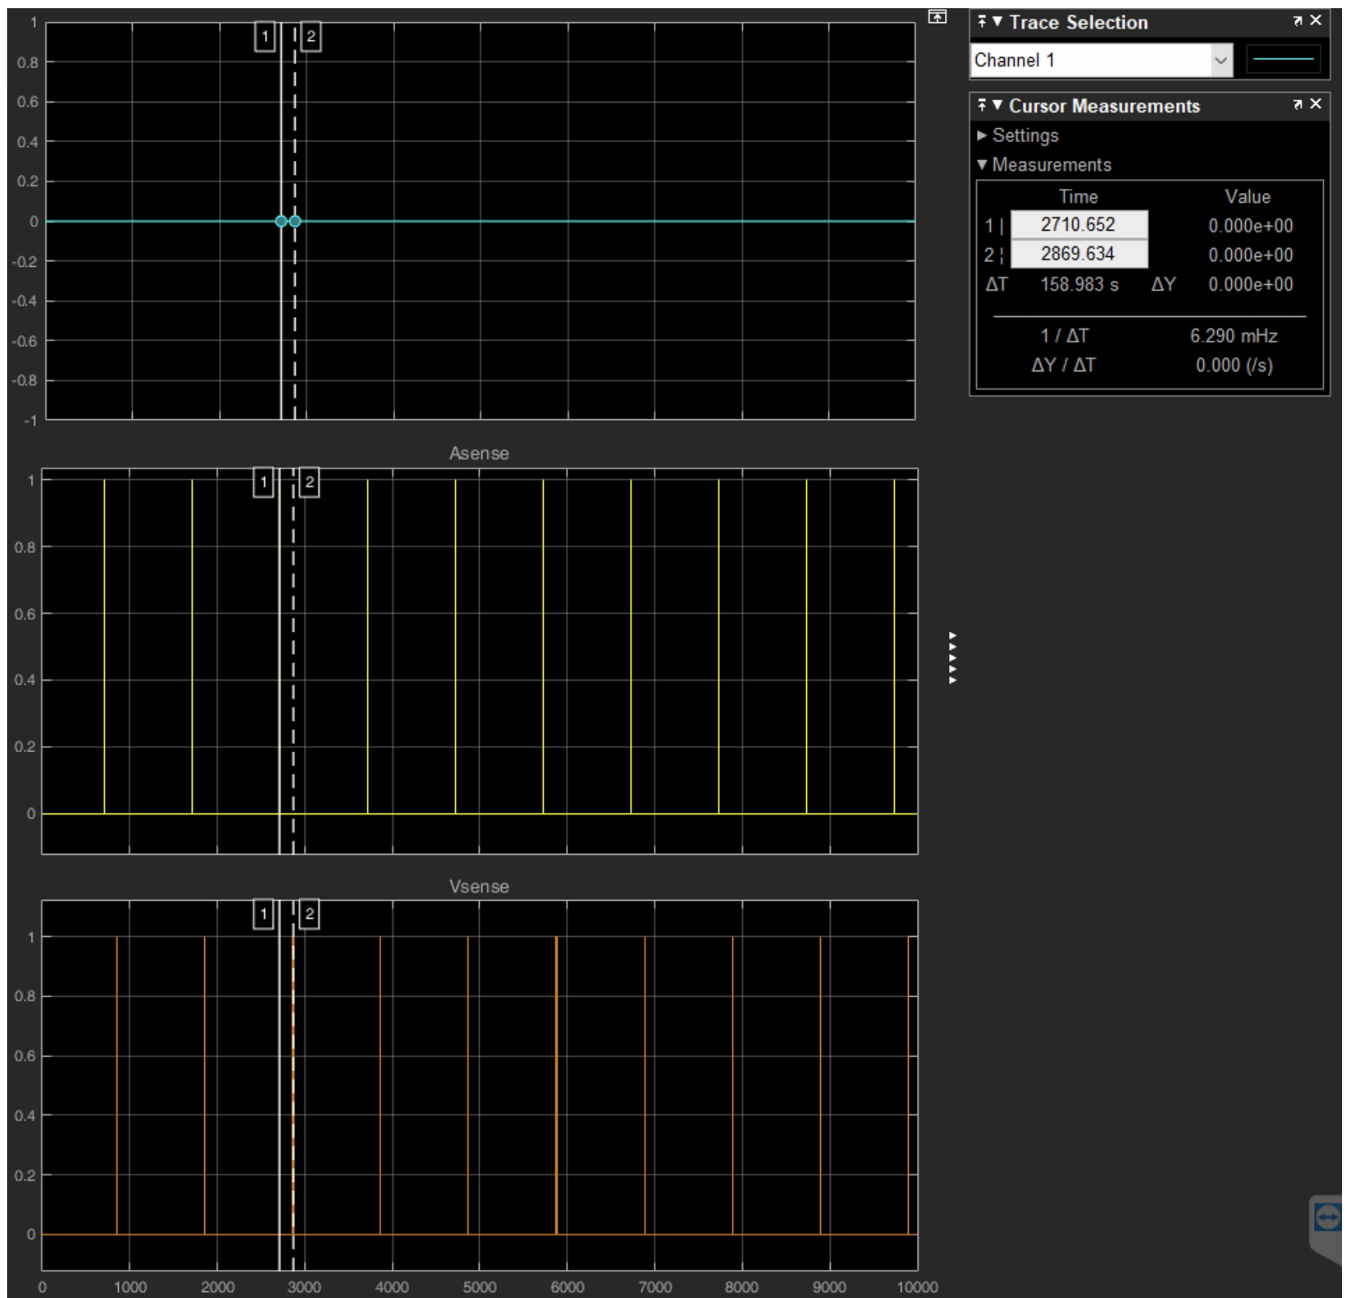 1
0.8
0.6
0.4
0.2
0
-0.2
-0.4
-0.6
-0.8
-1
1 2
Asense
1
0.8
0.6
0.4
0.2
0
1 2
Vsense
1
0.8
0.6
0.4
0.2
0
1 2
0 1000 2000 3000 4000 5000 6000 7000 8000 9000 10000
Trace Selection
Channel 1
Cursor Measurements
Settings
Measurements
Time Value
1 | 2710.652 0.000e+00
2 ¦ 2869.634 0.000e+00
ΔT 158.983 s ΔY 0.000e+00
1 / ΔT 6.290 mHz
ΔY / ΔT 0.000 (/s)